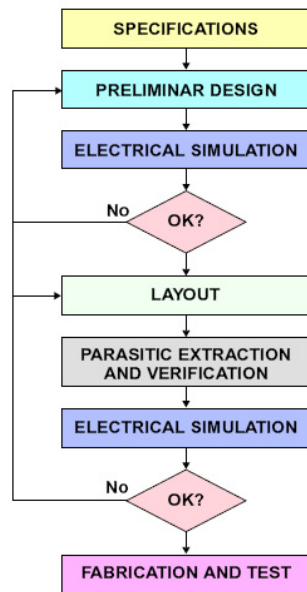 SPECIFICATIONS
PRELIMINAR DESIGN
ELECTRICAL SIMULATION
No
OK?
LAYOUT
PARASITIC EXTRACTION
AND VERIFICATION
ELECTRICAL SIMULATION
No
OK?
FABRICATION AND TEST